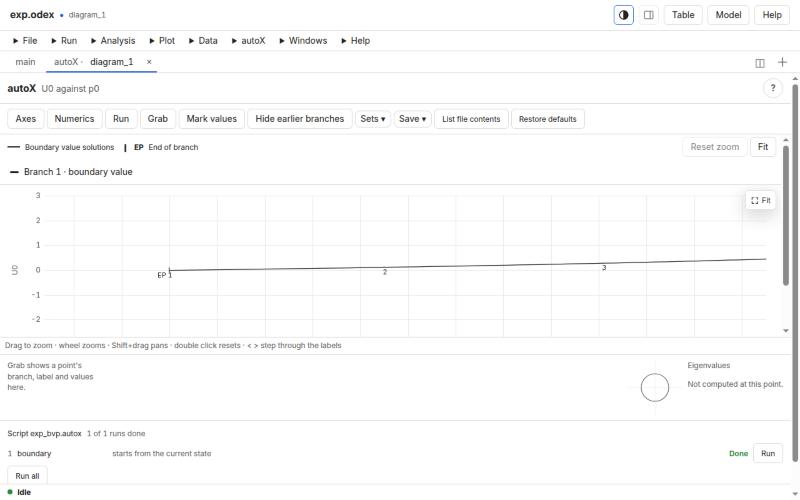 exp.odex • diagram_1 Table Model Help
▶ File ▶ Run ▶ Analysis ▶ Plot ▶ Data ▶ autoX ▶ Windows ▶ Help
main autoX · diagram_1 ×
autoX U0 against p0 ?
Axes Numerics Run Grab Mark values Hide earlier branches Sets ▾ Save ▾ List file contents Restore defaults
Boundary value solutions EP End of branch Reset zoom Fit
Branch 1 · boundary value
Fit
3
2
1
0
-1
-2
U0
EP 1 2 3
Drag to zoom · wheel zooms · Shift+drag pans · double click resets · < > step through the labels
Grab shows a point's
branch, label and values
here.
Eigenvalues
Not computed at this point.
Script exp_bvp.autox 1 of 1 runs done
1 boundary starts from the current state Done Run
Run all
Idle